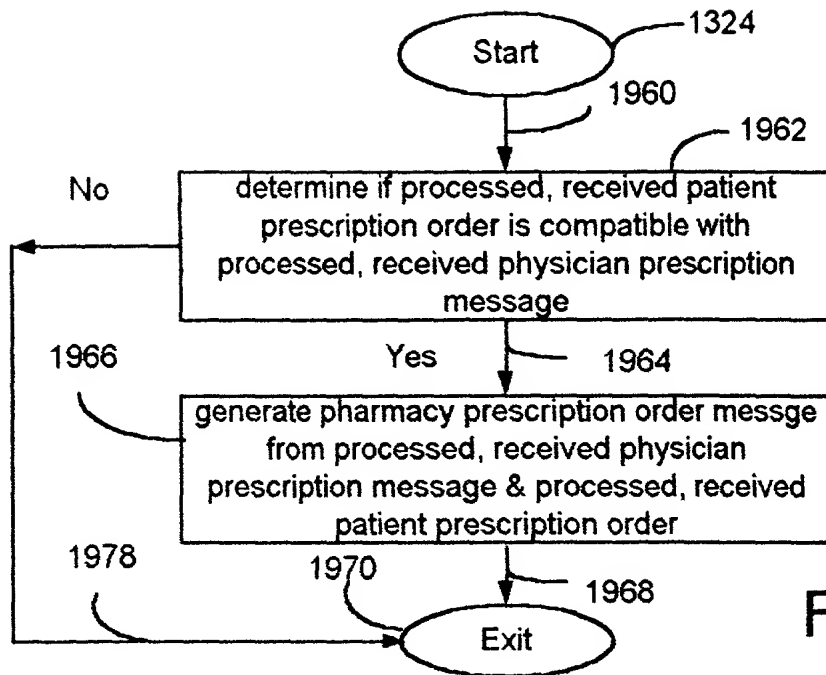 Start
1324
1960
1962
No
determine if processed, received patient
prescription order is compatible with
processed, received physician prescription
message
Yes
1964
1966
generate pharmacy prescription order messge
from processed, received physician
prescription message & processed, received
patient prescription order
1978
1970
1968
Exit
F